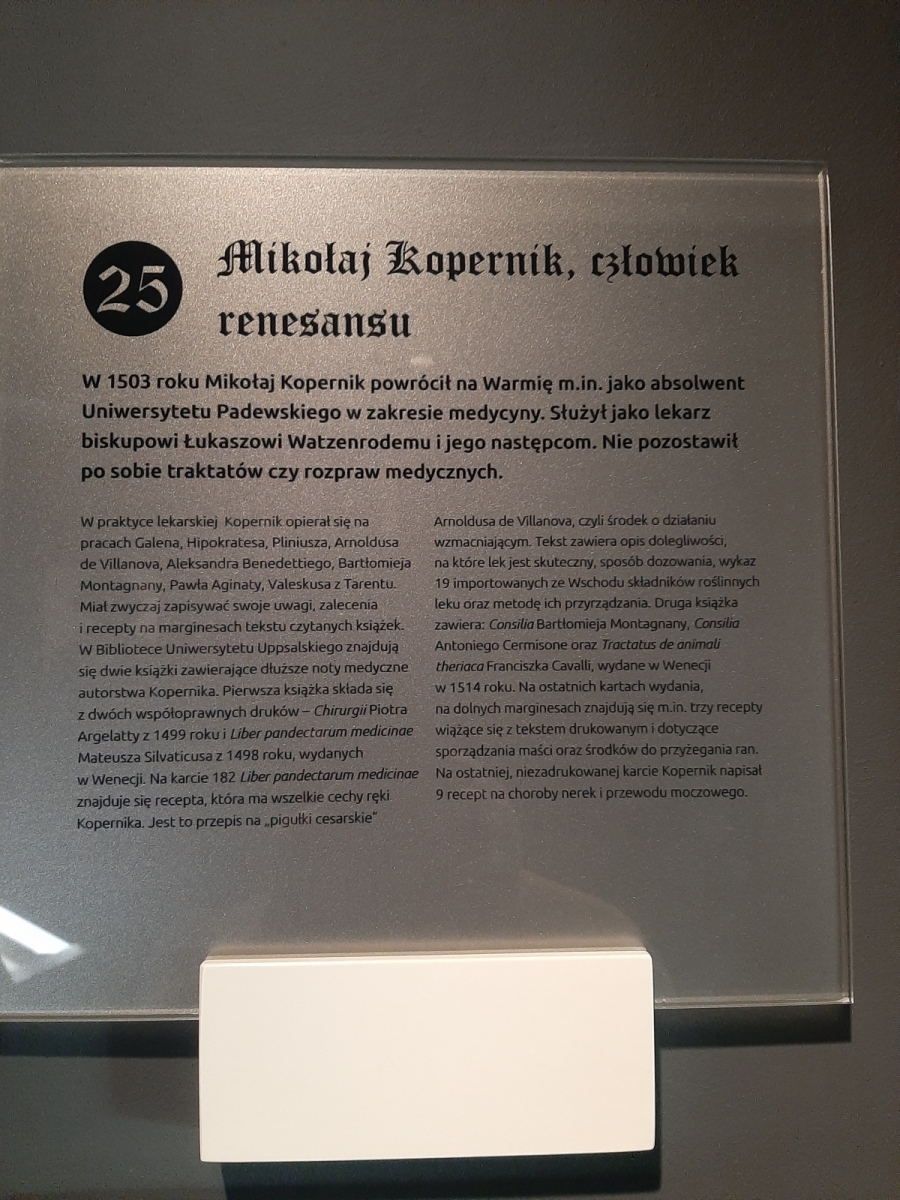 25
Mikołaj Kopernik, człowiek
renesansu
W 1503 roku Mikołaj Kopernik powrócił na Warmię m.in. jako absolwent
Uniwersytetu Padewskiego w zakresie medycyny. Służył jako lekarz
biskupowi Łukaszowi Watzenrodemu i jego następcom. Nie pozostawił
po sobie traktatów czy rozpraw medycznych.
W praktyce lekarskiej Kopernik opierał się na
pracach Galena, Hipokratesa, Pliniusza, Arnoldusa
de Villanova, Aleksandra Benedettiego, Bartłomieja
Montagnany, Pawła Aginaty, Valeskusa z Tarentu.
Miał zwyczaj zapisywać swoje uwagi, zalecenia
i recepty na marginesach tekstu czytanych książek.
W Bibliotece Uniwersytetu Uppsalskiego znajdują
się dwie książki zawierające dłuższe noty medyczne
autorstwa Kopernika. Pierwsza książka składa się
z dwóch współoprawnych druków – Chirurgii Piotra
Argelatty z 1499 roku i Liber pandectarum medicinae
Mateusza Silvaticusa z 1498 roku, wydanych
w Wenecji. Na karcie 182 Liber pandectarum medicinae
znajduje się recepta, która ma wszelkie cechy ręki
Kopernika. Jest to przepis na „pigułki cesarskie"
Arnoldusa de Villanova, czyli środek o działaniu
wzmacniającym. Tekst zawiera opis dolegliwości,
na które lek jest skuteczny, sposób dozowania, wykaz
19 importowanych ze Wschodu składników roślinnych
leku oraz metodę ich przyrządzania. Druga książka
zawiera: Consilia Bartłomieja Montagnany, Consilia
Antoniego Cermisone oraz Tractatus de animali
theriaca Franciszka Cavalli, wydane w Wenecji
w 1514 roku. Na ostatnich kartach wydania,
na dolnych marginesach znajdują się m.in. trzy recepty
wiążące się z tekstem drukowanym i dotyczące
sporządzania maści oraz środków do przyżegania ran.
Na ostatniej, niezadrukowanej karcie Kopernik napisał
9 recept na choroby nerek i przewodu moczowego.